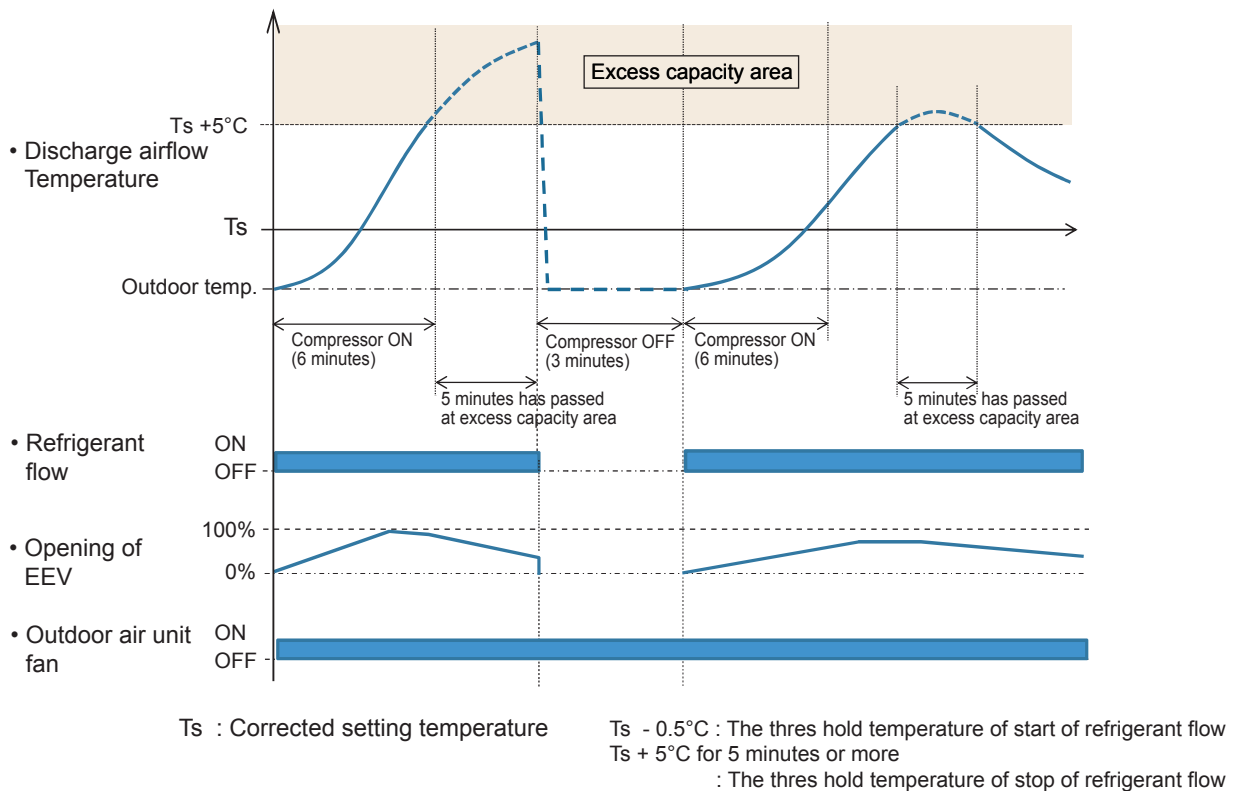 Excess capacity area
Ts +5°C
• Discharge airflow
Temperature
Ts
Outdoor temp.
Compressor ON
(6 minutes)
Compressor OFF
(3 minutes)
Compressor ON
(6 minutes)
5 minutes has passed
at excess capacity area
5 minutes has passed
at excess capacity area
• Refrigerant
flow
ON
OFF
• Opening of
EEV
100%
0%
• Outdoor air unit
fan
ON
OFF
Ts : Corrected setting temperature
Ts - 0.5°C : The thres hold temperature of start of refrigerant flow
Ts + 5°C for 5 minutes or more
: The thres hold temperature of stop of refrigerant flow